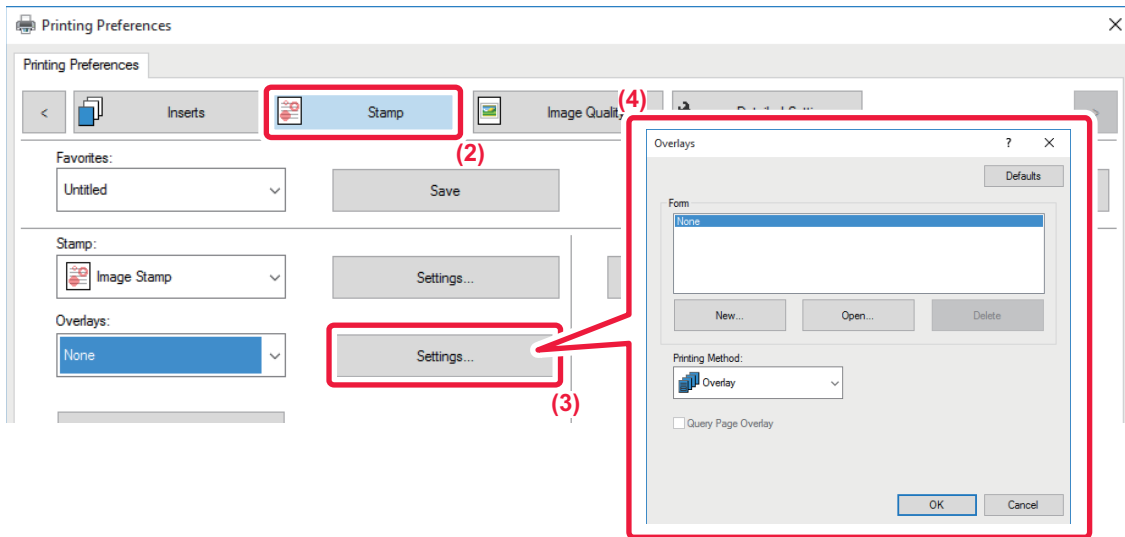 Printing Preferences
Printing Preferences
< Inserts Stamp Image Quality
(2)
(4)
Favorites:
Untitled
Save
Stamp:
Image Stamp
Settings...
Overlays:
None
Settings...
(3)
Overlays ?
Defaults
Form
None
New... Open... Delete
Printing Method:
Overlay
Query Page Overlay
OK Cancel